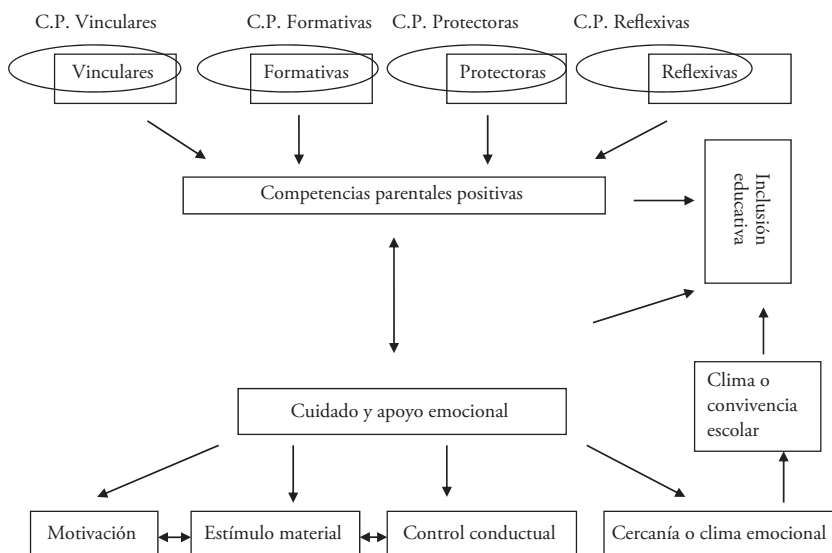 C.P. Vinculares
C.P. Formativas
C.P. Protectoras
C.P. Reflexivas
Vinculares
Formativas
Protectoras
Reflexivas
Competencias parentales positivas
Inclusión
educativa
Cuidado y apoyo emocional
Clima o
convivencia
escolar
Motivación
Estímulo material
Control conductual
Cercanía o clima emocional